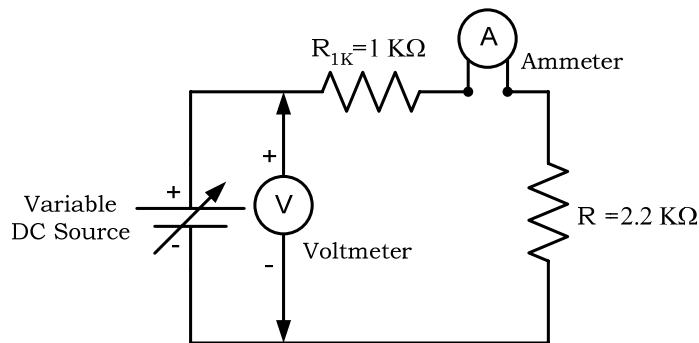 R1K=1 KΩ
A
Ammeter
+
+
Variable
DC Source
-
V
-
Voltmeter
R =2.2 KΩ